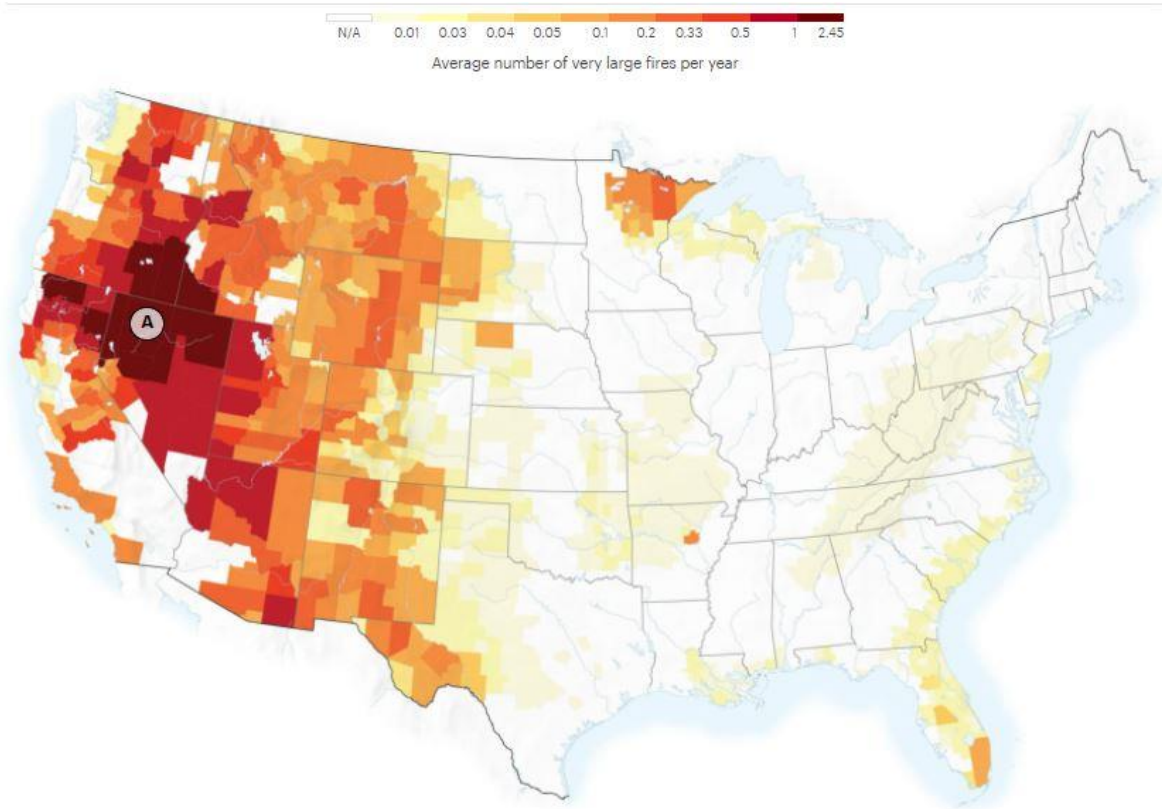 N/A 0.01 0.03 0.04 0.05 0.1 0.2 0.33 0.5 1 2.45
Average number of very large fires per year
A